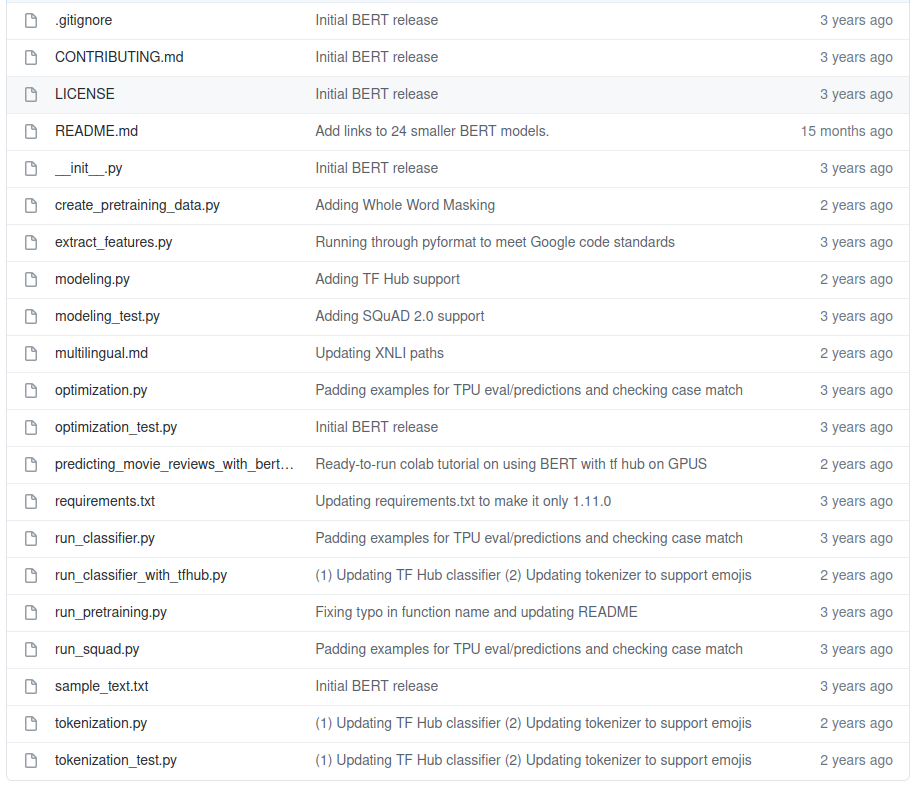 .gitignore Initial BERT release 3 years ago
CONTRIBUTING.md Initial BERT release 3 years ago
LICENSE Initial BERT release 3 years ago
README.md Add links to 24 smaller BERT models. 15 months ago
__init__.py Initial BERT release 3 years ago
create_pretraining_data.py Adding Whole Word Masking 2 years ago
extract_features.py Running through pyformat to meet Google code standards 3 years ago
modeling.py Adding TF Hub support 2 years ago
modeling_test.py Adding SQuAD 2.0 support 3 years ago
multilingual.md Updating XNLI paths 2 years ago
optimization.py Padding examples for TPU eval/predictions and checking case match 3 years ago
optimization_test.py Initial BERT release 3 years ago
predicting_movie_reviews_with_bert… Ready-to-run colab tutorial on using BERT with tf hub on GPUS 2 years ago
requirements.txt Updating requirements.txt to make it only 1.11.0 3 years ago
run_classifier.py Padding examples for TPU eval/predictions and checking case match 3 years ago
run_classifier_with_tfhub.py (1) Updating TF Hub classifier (2) Updating tokenizer to support emojis 2 years ago
run_pretraining.py Fixing typo in function name and updating README 3 years ago
run_squad.py Padding examples for TPU eval/predictions and checking case match 3 years ago
sample_text.txt Initial BERT release 3 years ago
tokenization.py (1) Updating TF Hub classifier (2) Updating tokenizer to support emojis 2 years ago
tokenization_test.py (1) Updating TF Hub classifier (2) Updating tokenizer to support emojis 2 years ago